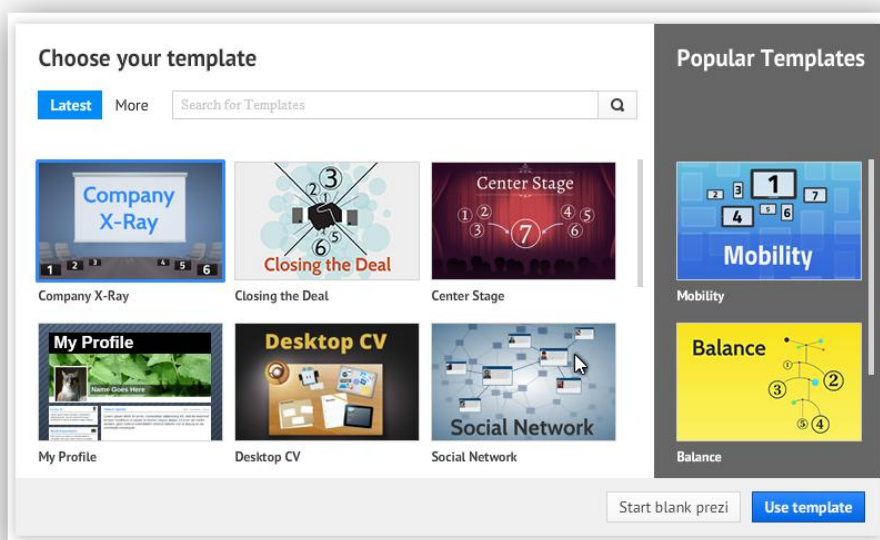 Choose your template
Popular Templates
Latest More Search for Templates
Company
X-Ray
1 2 3 4 5 6
Company X-Ray
3
2
1
6 5
Closing the Deal
Closing the Deal
Center Stage
1 2 3 7 4 5 6
Center Stage
2 3 1 7
4 5 6
Mobility
Mobility
My Profile
Name Goes Here
My Profile
Desktop CV
Desktop CV
Social Network
Social Network
Balance
1
3 2
5 4
Balance
Start blank prezi Use template